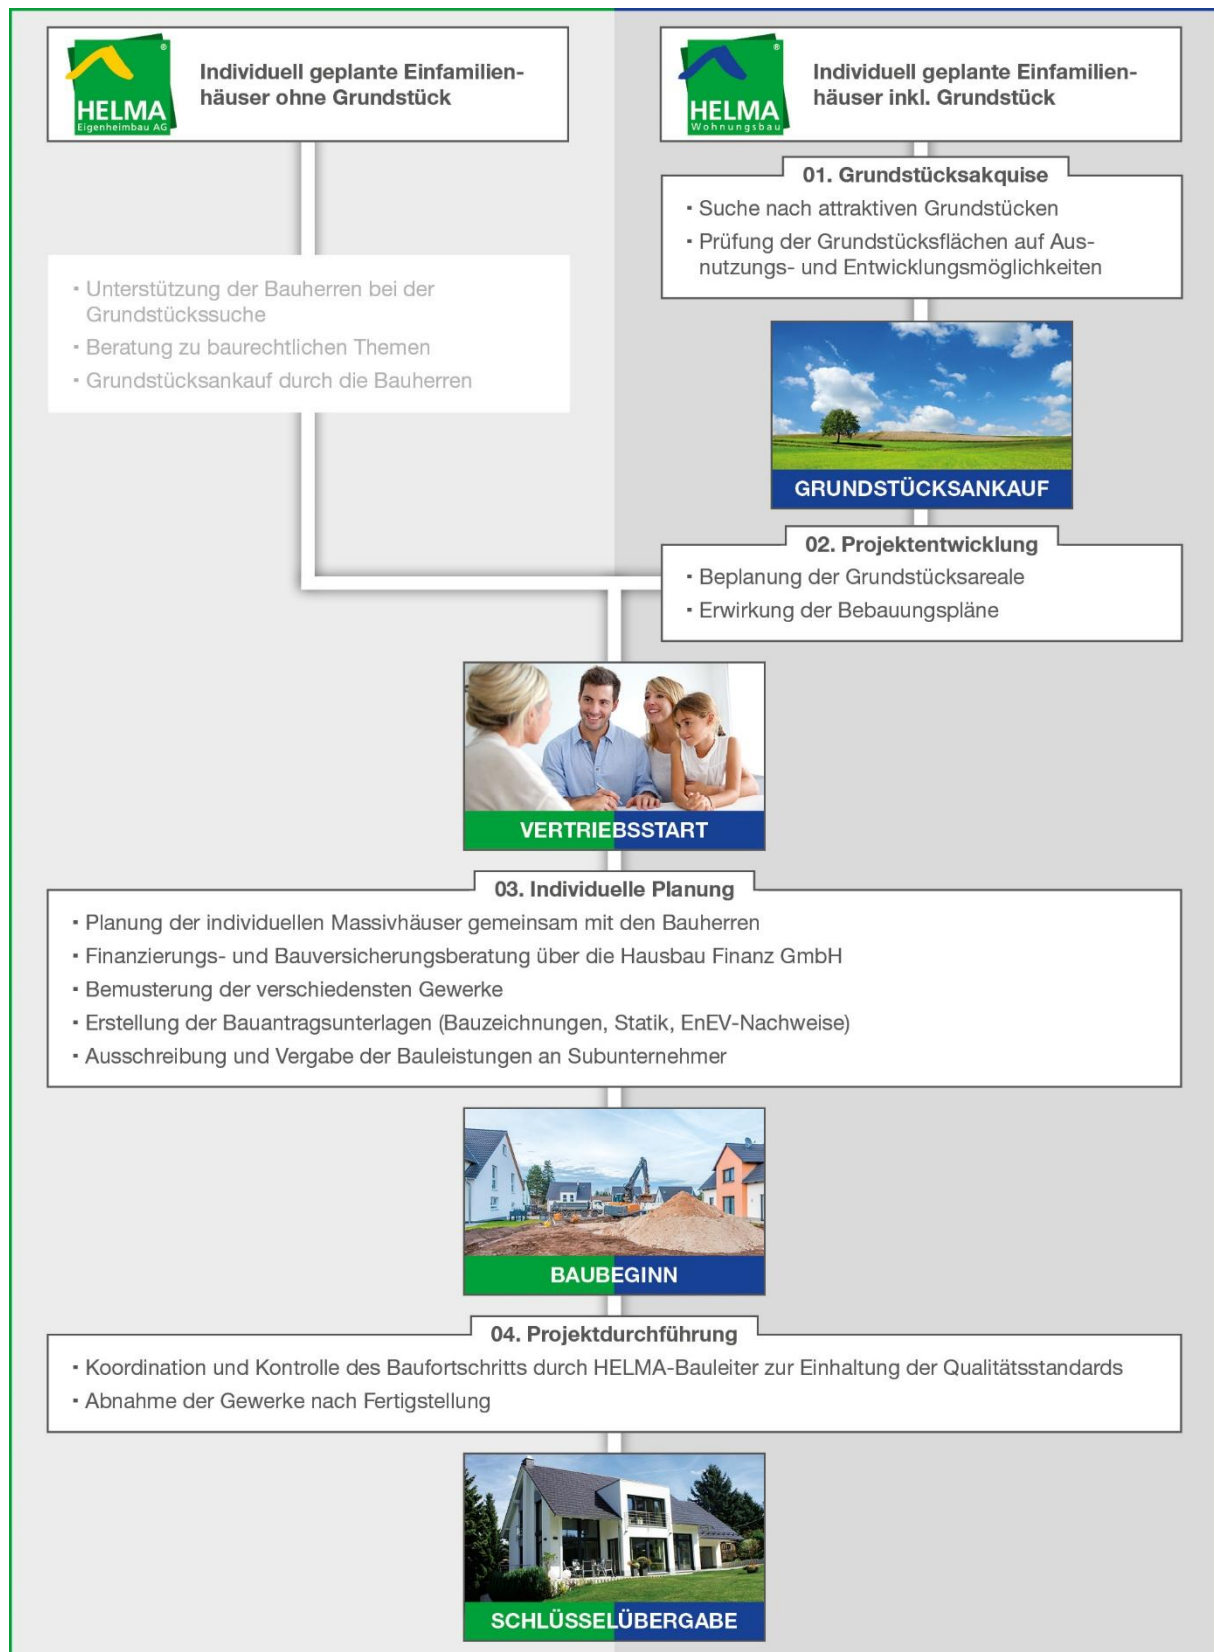 HELMA
Eigenheimbau AG
®
Individuell geplante Einfamilien-
häuser ohne Grundstück
HELMA
Wohnungsbau
®
Individuell geplante Einfamilien-
häuser inkl. Grundstück
01. Grundstücksakquise
▪ Suche nach attraktiven Grundstücken
▪ Prüfung der Grundstücksflächen auf Aus-
nutzungs- und Entwicklungsmöglichkeiten
▪ Unterstützung der Bauherren bei der
Grundstückssuche
▪ Beratung zu baurechtlichen Themen
▪ Grundstücksankauf durch die Bauherren
GRUNDSTÜCKSANKAUF
02. Projektentwicklung
▪ Beplanung der Grundstücksareale
▪ Erwirkung der Bebauungspläne
VERTRIEBSSTART
03. Individuelle Planung
▪ Planung der individuellen Massivhäuser gemeinsam mit den Bauherren
▪ Finanzierungs- und Bauversicherungsberatung über die Hausbau Finanz GmbH
▪ Bemusterung der verschiedensten Gewerke
▪ Erstellung der Bauantragsunterlagen (Bauzeichnungen, Statik, EnEV-Nachweise)
▪ Ausschreibung und Vergabe der Bauleistungen an Subunternehmer
BAUBEGINN
04. Projektdurchführung
▪ Koordination und Kontrolle des Baufortschritts durch HELMA-Bauleiter zur Einhaltung der Qualitätsstandards
▪ Abnahme der Gewerke nach Fertigstellung
SCHLÜSSELÜBERGABE